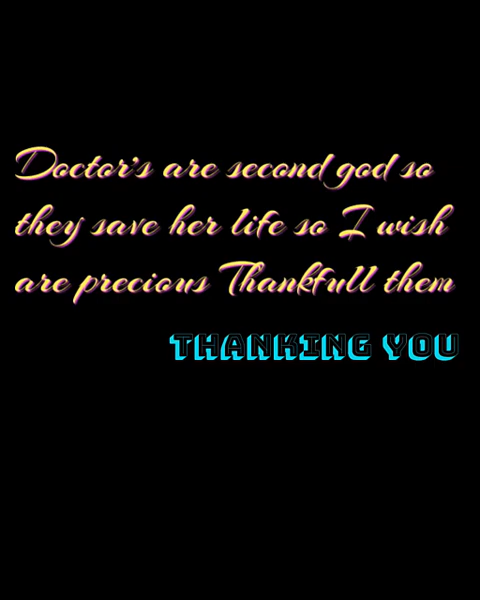 Doctor's are second god so
they save her life so I wish
are precious Thankfull them
THANKING YOU